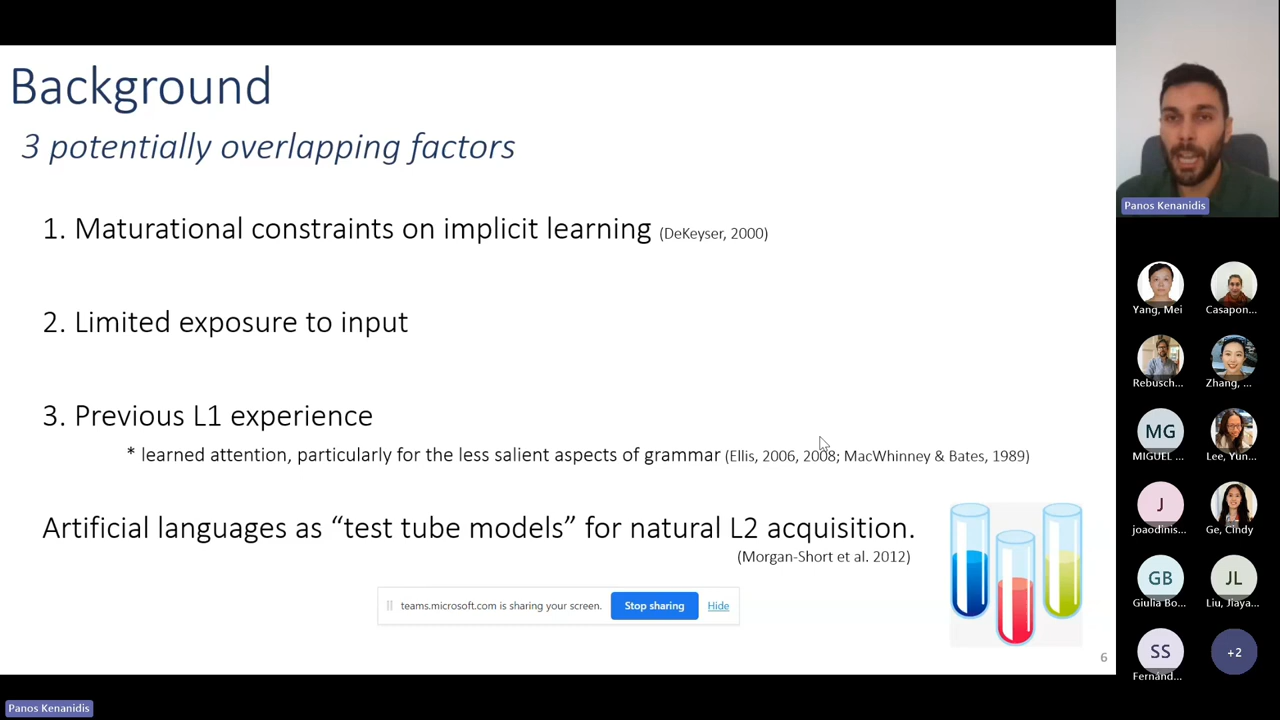 Background
3 potentially overlapping factors
1. Maturational constraints on implicit learning (DeKeyser, 2000)
2. Limited exposure to input
3. Previous L1 experience
* learned attention, particularly for the less salient aspects of grammar (Ellis, 2006, 2008; MacWhinney & Bates, 1989)
Artificial languages as “test tube models” for natural L2 acquisition.
(Morgan-Short et al. 2012)
teams.microsoft.com is sharing your screen. Stop sharing Hide
6
Panos Kenanidis
Panos Kenanidis
Yang, Mei Casapon...
Rebusch... Zhang, ...
MG
MIGUEL ... Lee, Yun...
J
joaodinis... Ge, Cindy
GB JL
Giulia Bo... Liu, Jiaya...
SS +2
Fernánd...